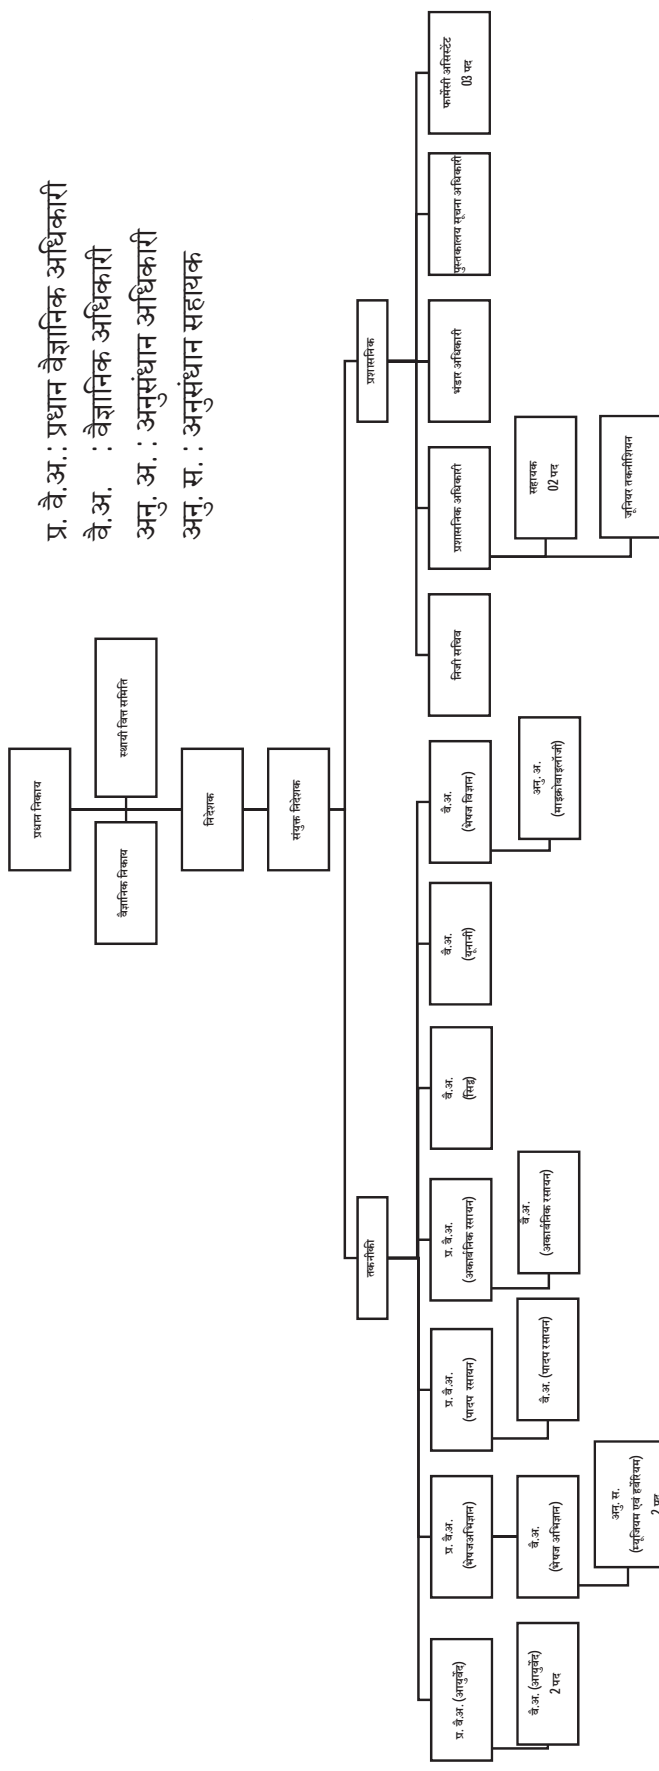 प्र. वै.अ.: प्रधान वैज्ञानिक अधिकारी
वै.अ. : वैज्ञानिक अधिकारी
अनु. अ. : अनुसंधान अधिकारी
अनु. स. : अनुसंधान सहायक
प्रधान निकाय
वैज्ञानिक निकाय
स्थायी वित्त समिति
निदेशक
संयुक्त निदेशक
तकनीकी
प्रशासनिक
प्र. वै.अ. (आयुर्वेद)
प्र. वै.अ.
(भेषजअभिज्ञान)
प्र. वै.अ.
(पादप रसायन)
प्र. वै.अ.
(अकार्बनिक रसायन)
वै.अ.
(सिद्ध)
वै.अ.
(यूनानी)
वै.अ.
(भेषज विज्ञान)
निजी सचिव
प्रशासनिक अधिकारी
भंडार अधिकारी
पुस्तकालय सूचना अधिकारी
फार्मेसी असिस्टेंट
03 पद
वै.अ. (आयुर्वेद)
2 पद
वै.अ.
(भेषज अभिज्ञान)
वै.अ. (पादप रसायन)
वै.अ.
(अकार्बनिक रसायन)
अनु. अ.
(माइक्रोबाइलॉजी)
सहायक
02 पद
अनु. स.
(म्यूजियम एवं हर्बेरियम)
2 पद
जूनियर तकनीशियन